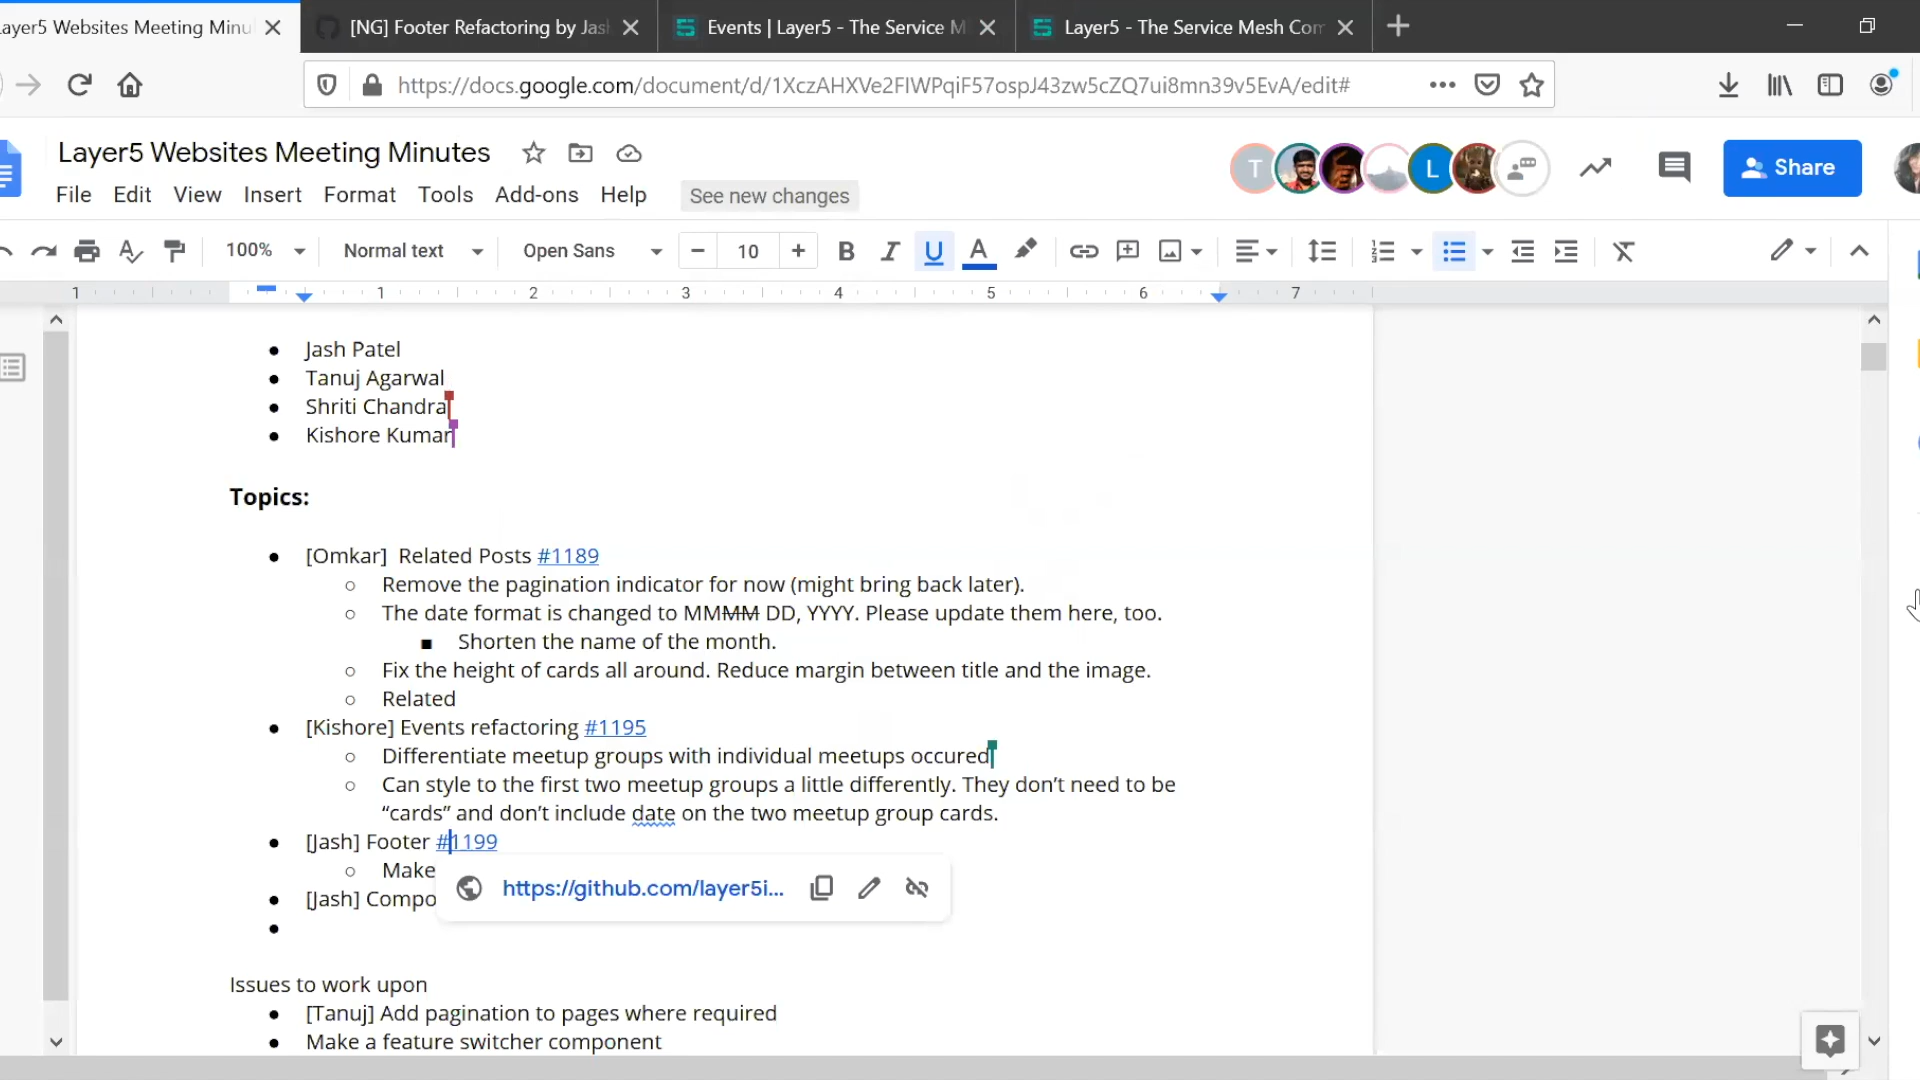 ayer5 Websites Meeting Minu
[NG] Footer Refactoring by Jas
Events | Layer5 - The Service M
Layer5 - The Service Mesh Com
https://docs.google.com/document/d/1XczAHXVe2FIWPqiF57ospJ43zw5cZQ7ui8mn39v5EvA/edit#
Layer5 Websites Meeting Minutes
T
L
Share
File Edit View Insert Format Tools Add-ons Help See new changes
100% Normal text Open Sans 10 B I U A
1 1 2 3 4 5 6 7
Jash Patel
Tanuj Agarwal
Shriti Chandra
Kishore Kumar
Topics:
[Omkar] Related Posts #1189
Remove the pagination indicator for now (might bring back later).
The date format is changed to MMMM DD, YYYY. Please update them here, too.
Shorten the name of the month.
Fix the height of cards all around. Reduce margin between title and the image.
Related
[Kishore] Events refactoring #1195
Differentiate meetup groups with individual meetups occured
Can style to the first two meetup groups a little differently. They don’t need to be
“cards” and don’t include date on the two meetup group cards.
[Jash] Footer #1199
Make
https://github.com/layer5i...
[Jash] Compo
Issues to work upon
[Tanuj] Add pagination to pages where required
Make a feature switcher component